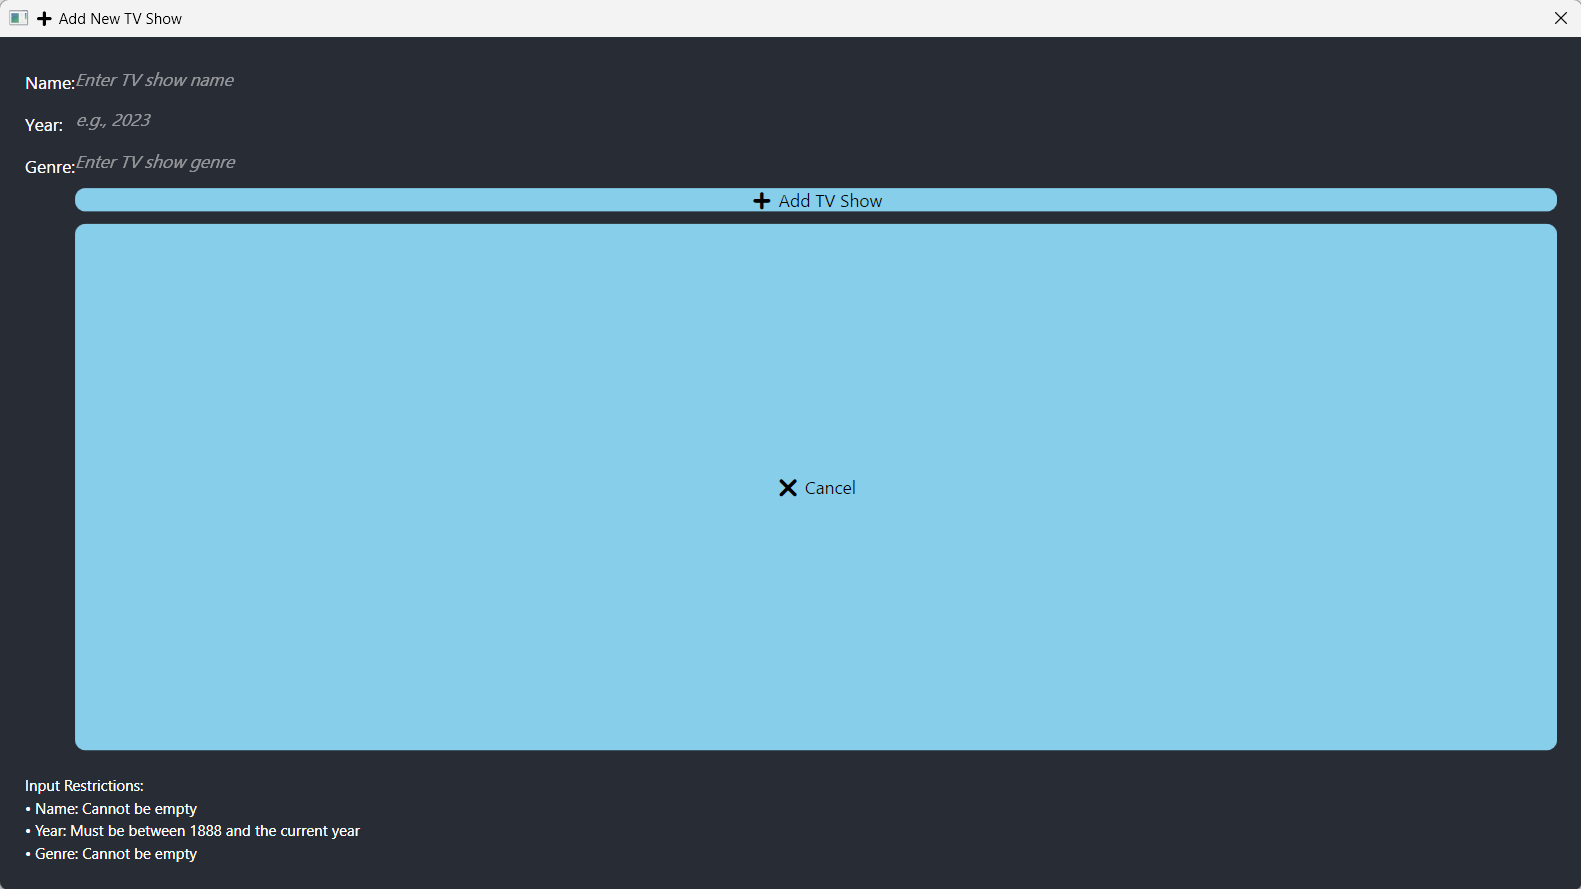 Add New TV Show
Name: Enter TV show name
Year: e.g., 2023
Genre: Enter TV show genre
Add TV Show
Cancel
Input Restrictions:
• Name: Cannot be empty
• Year: Must be between 1888 and the current year
• Genre: Cannot be empty